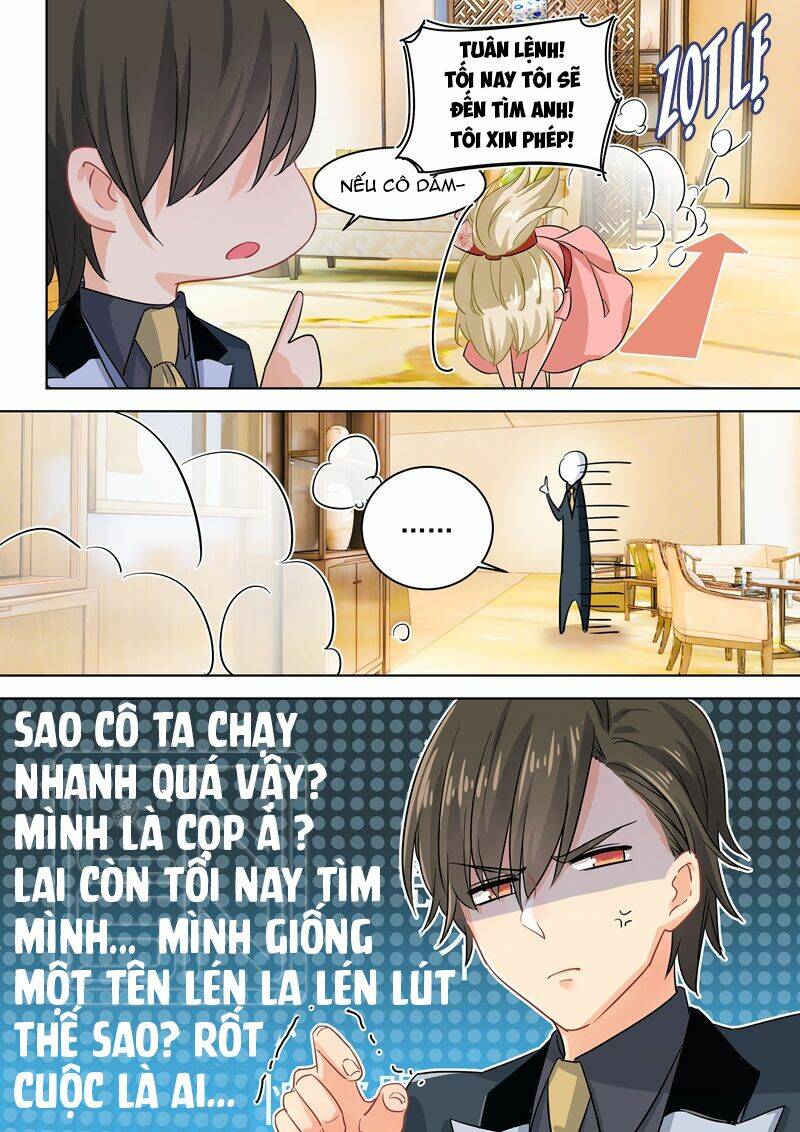 TUÂN LỆNH!
TỐI NAY TÔI SẼ
ĐẾN TÌM ANH!
TÔI XIN PHÉP!
ZỌT LẸ
NẾU CÔ DÁM-
......
SAO CÔ TA CHẠY
NHANH QUÁ VẬY?
MÌNH LÀ CỌP Á ?
LẠI CÒN TỐI NAY TÌM
MÌNH... MÌNH GIỐNG
MỘT TÊN LÉN LA LÉN LÚT
THẾ SAO? RỐT
CUỘC LÀ AI...